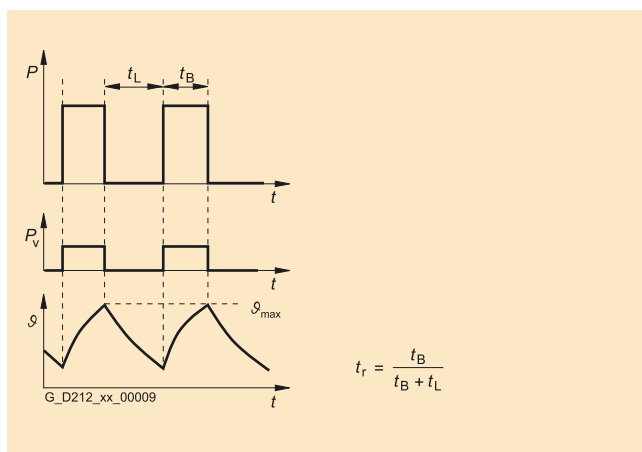 P
t_L
t_B
t
P_v
t
ϑ
ϑ_max
t_r = t_B / (t_B + t_L)
G_D212_xx_00009
t